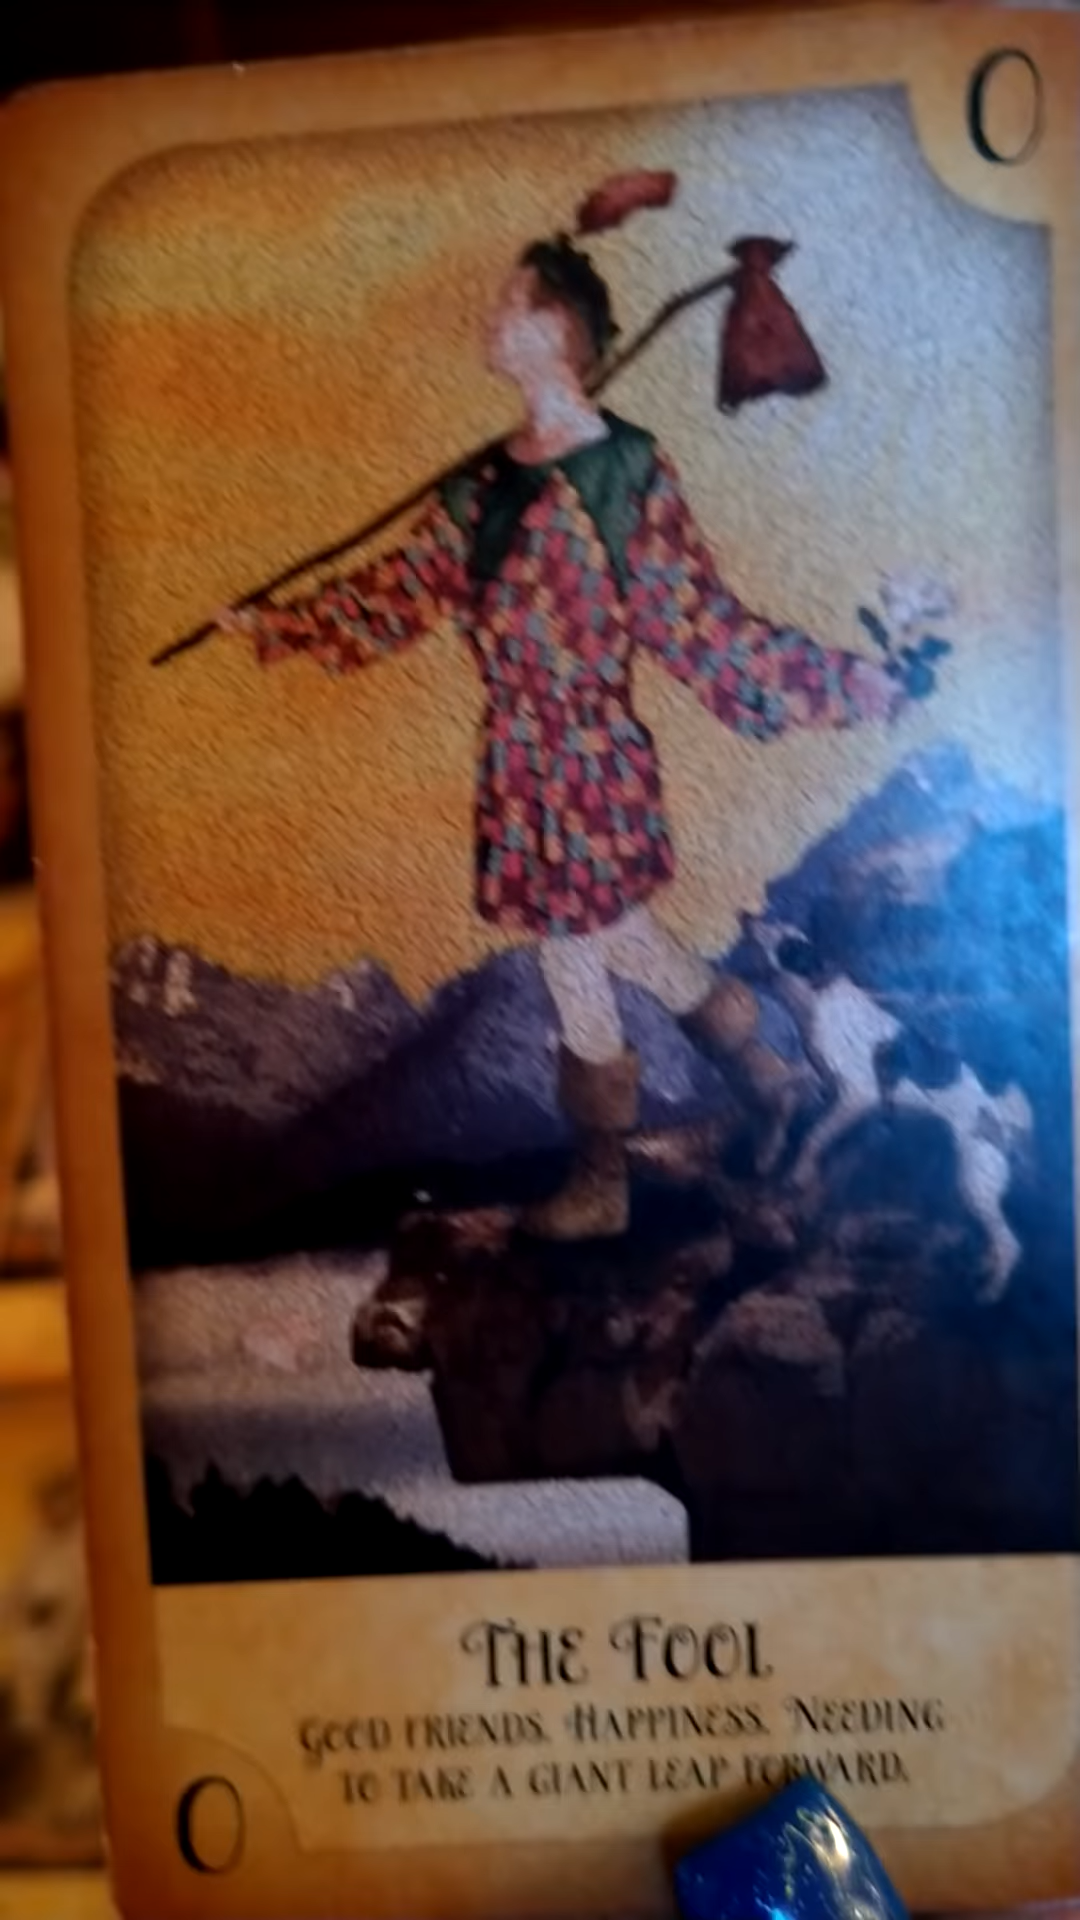 0
THE FOOL
GOOD FRIENDS. HAPPINESS. NEEDING
TO TAKE A GIANT LEAP FORWARD.
0